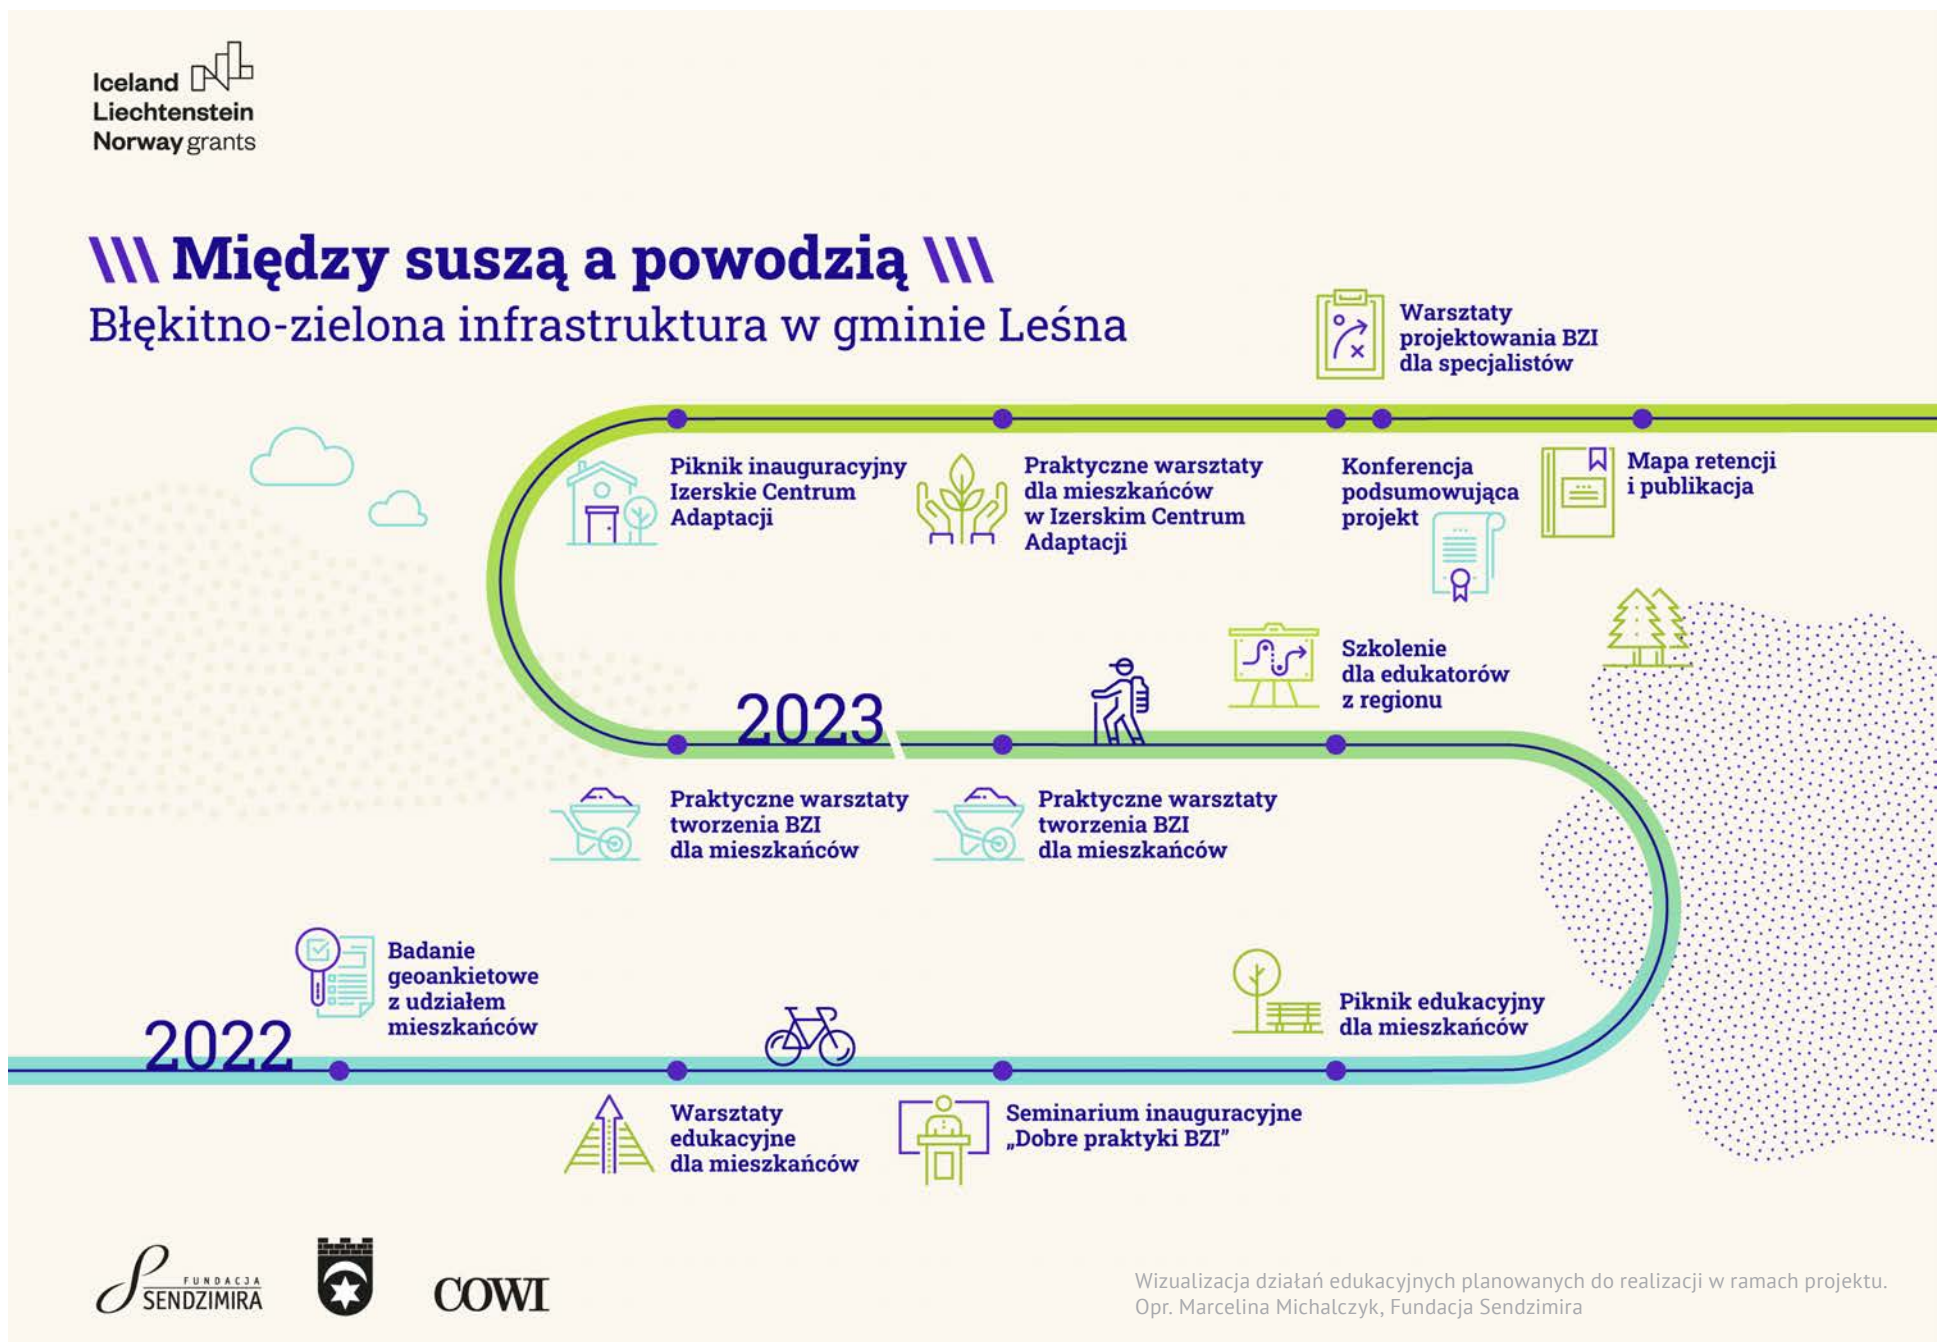 Iceland
Liechtenstein
Norway grants
\\\ Między suszą a powodzią \\\
Błękitno-zielona infrastruktura w gminie Leśna
Warsztaty
projektowania BZI
dla specjalistów
Piknik inauguracyjny
Izerskie Centrum
Adaptacji
Praktyczne warsztaty
dla mieszkańców
w Izerskim Centrum
Adaptacji
Konferencja
podsumowująca
projekt
Mapa retencji
i publikacja
Szkolenie
dla edukatorów
z regionu
2023
Praktyczne warsztaty
tworzenia BZI
dla mieszkańców
Praktyczne warsztaty
tworzenia BZI
dla mieszkańców
Badanie
geoankietowe
z udziałem
mieszkańców
2022
Piknik edukacyjny
dla mieszkańców
Warsztaty
edukacyjne
dla mieszkańców
Seminarium inauguracyjne
„Dobre praktyki BZI”
FUNDACJA
SENDZIMIRA
COWI
Wizualizacja działań edukacyjnych planowanych do realizacji w ramach projektu.
Opr. Marcelina Michalczyk, Fundacja Sendzimira